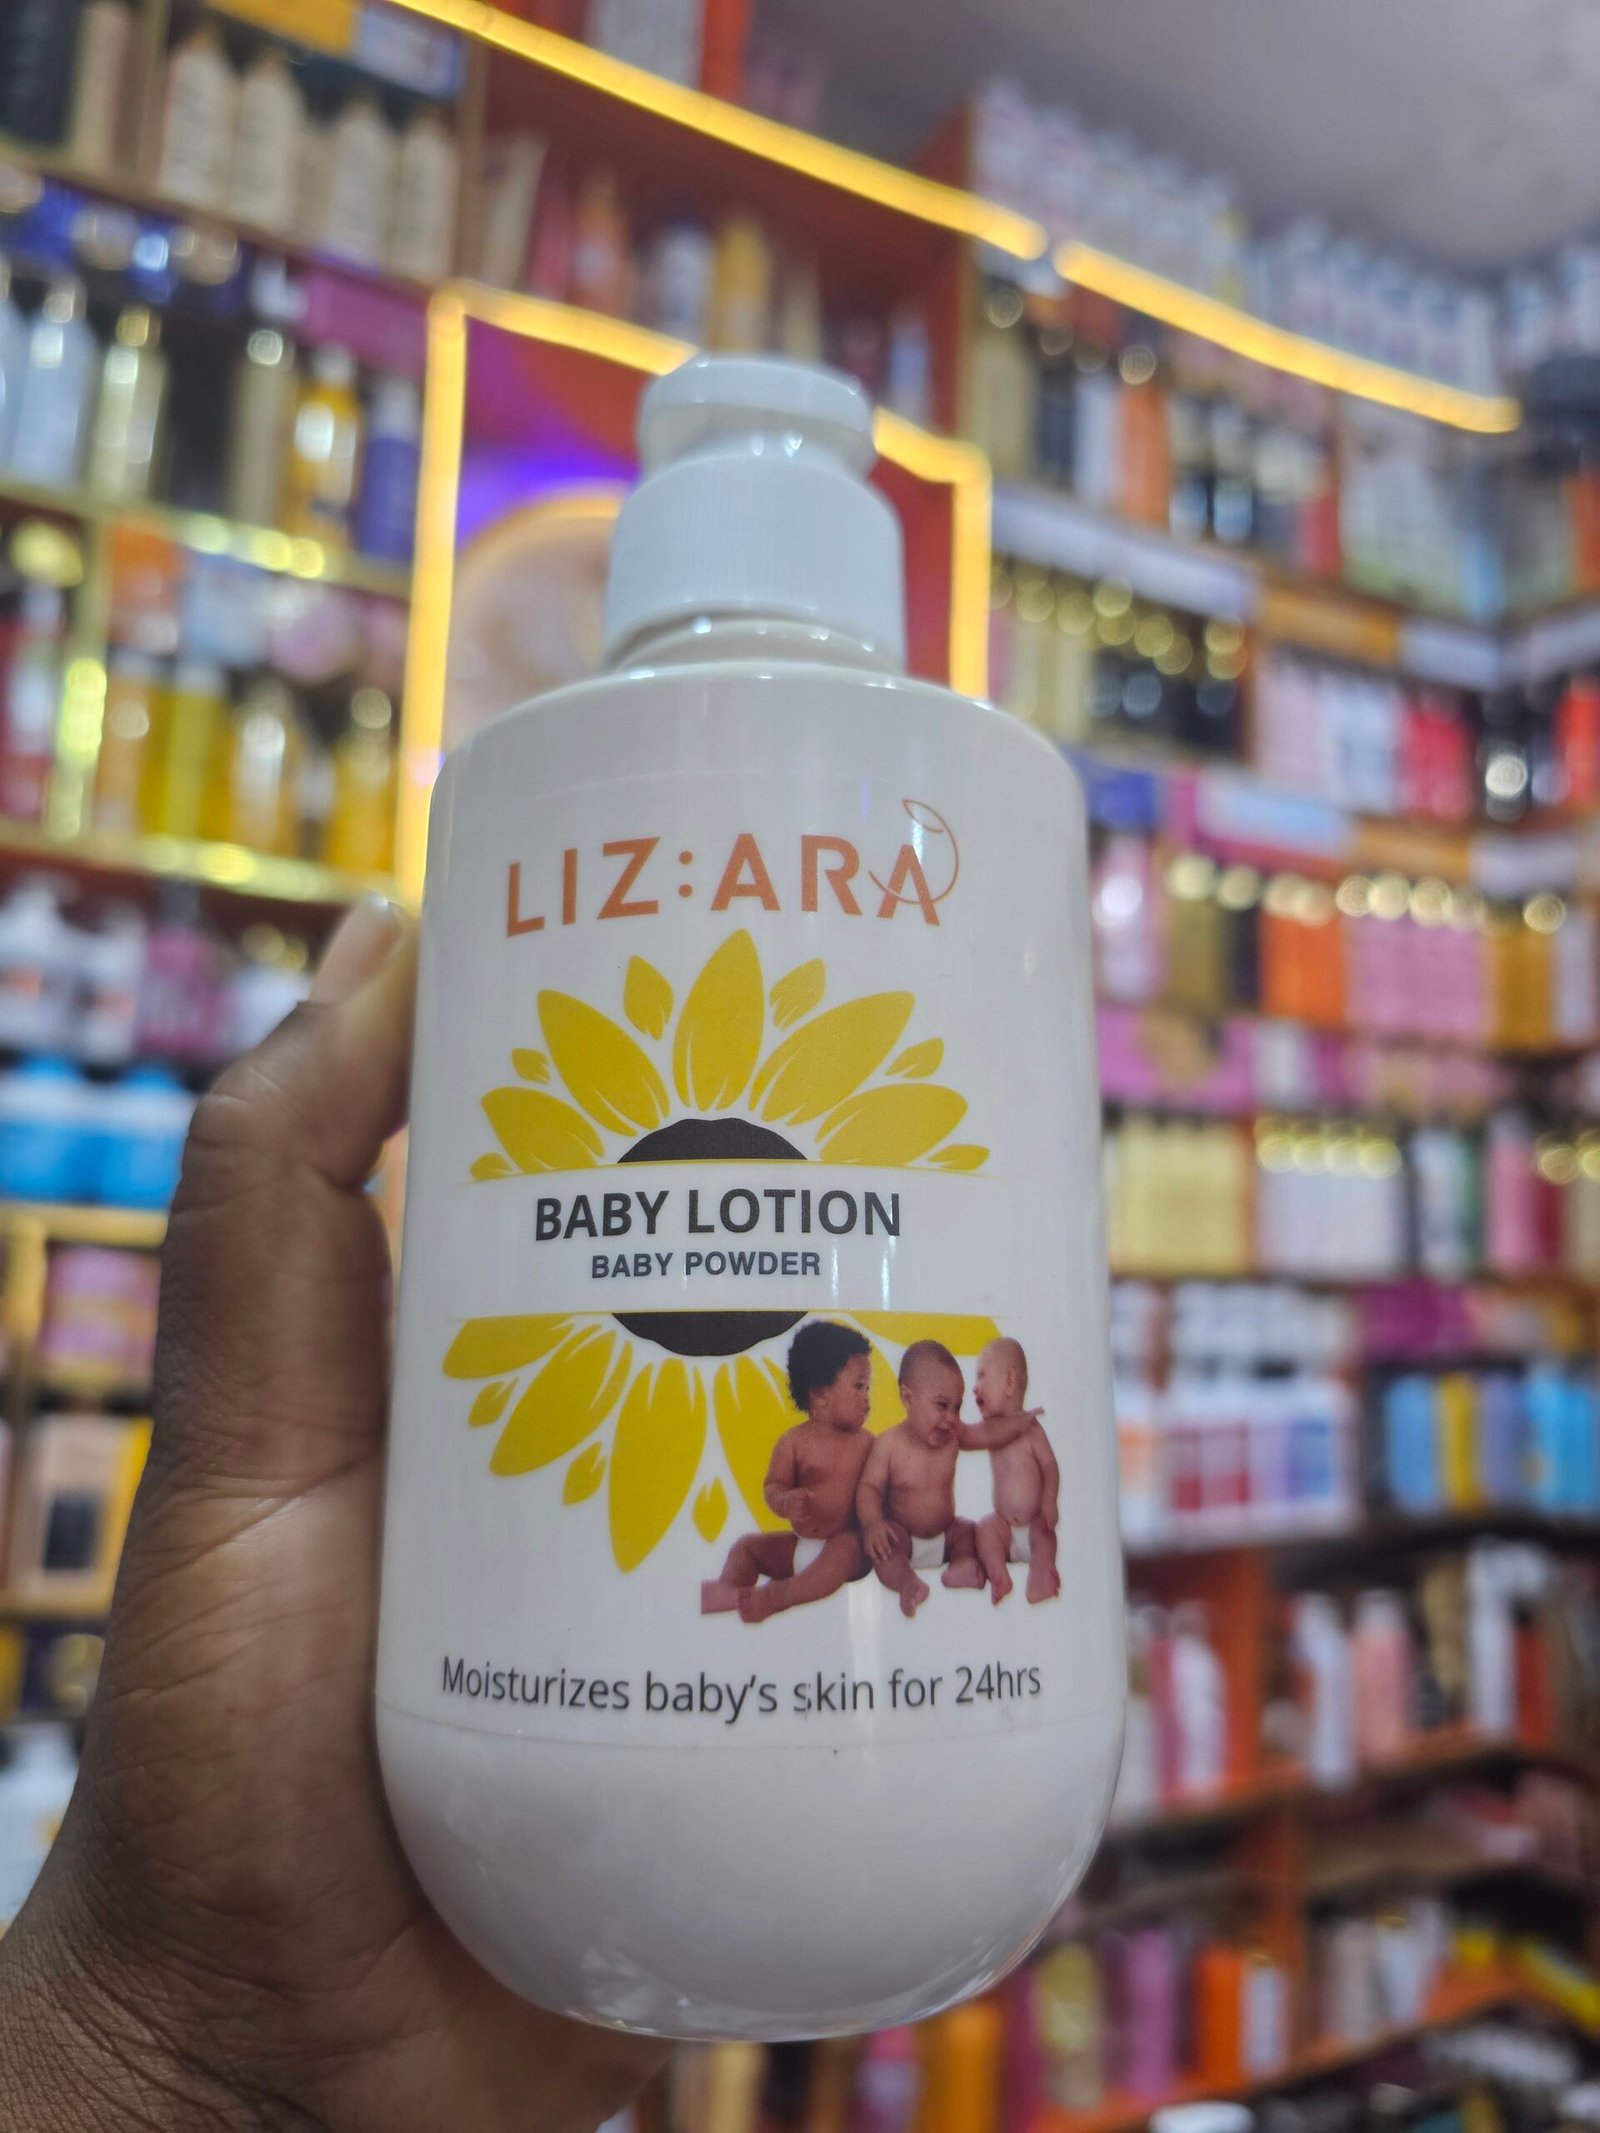 LIZ:ARA
BABY LOTION
BABY POWDER
Moisturizes baby's skin for 24hrs